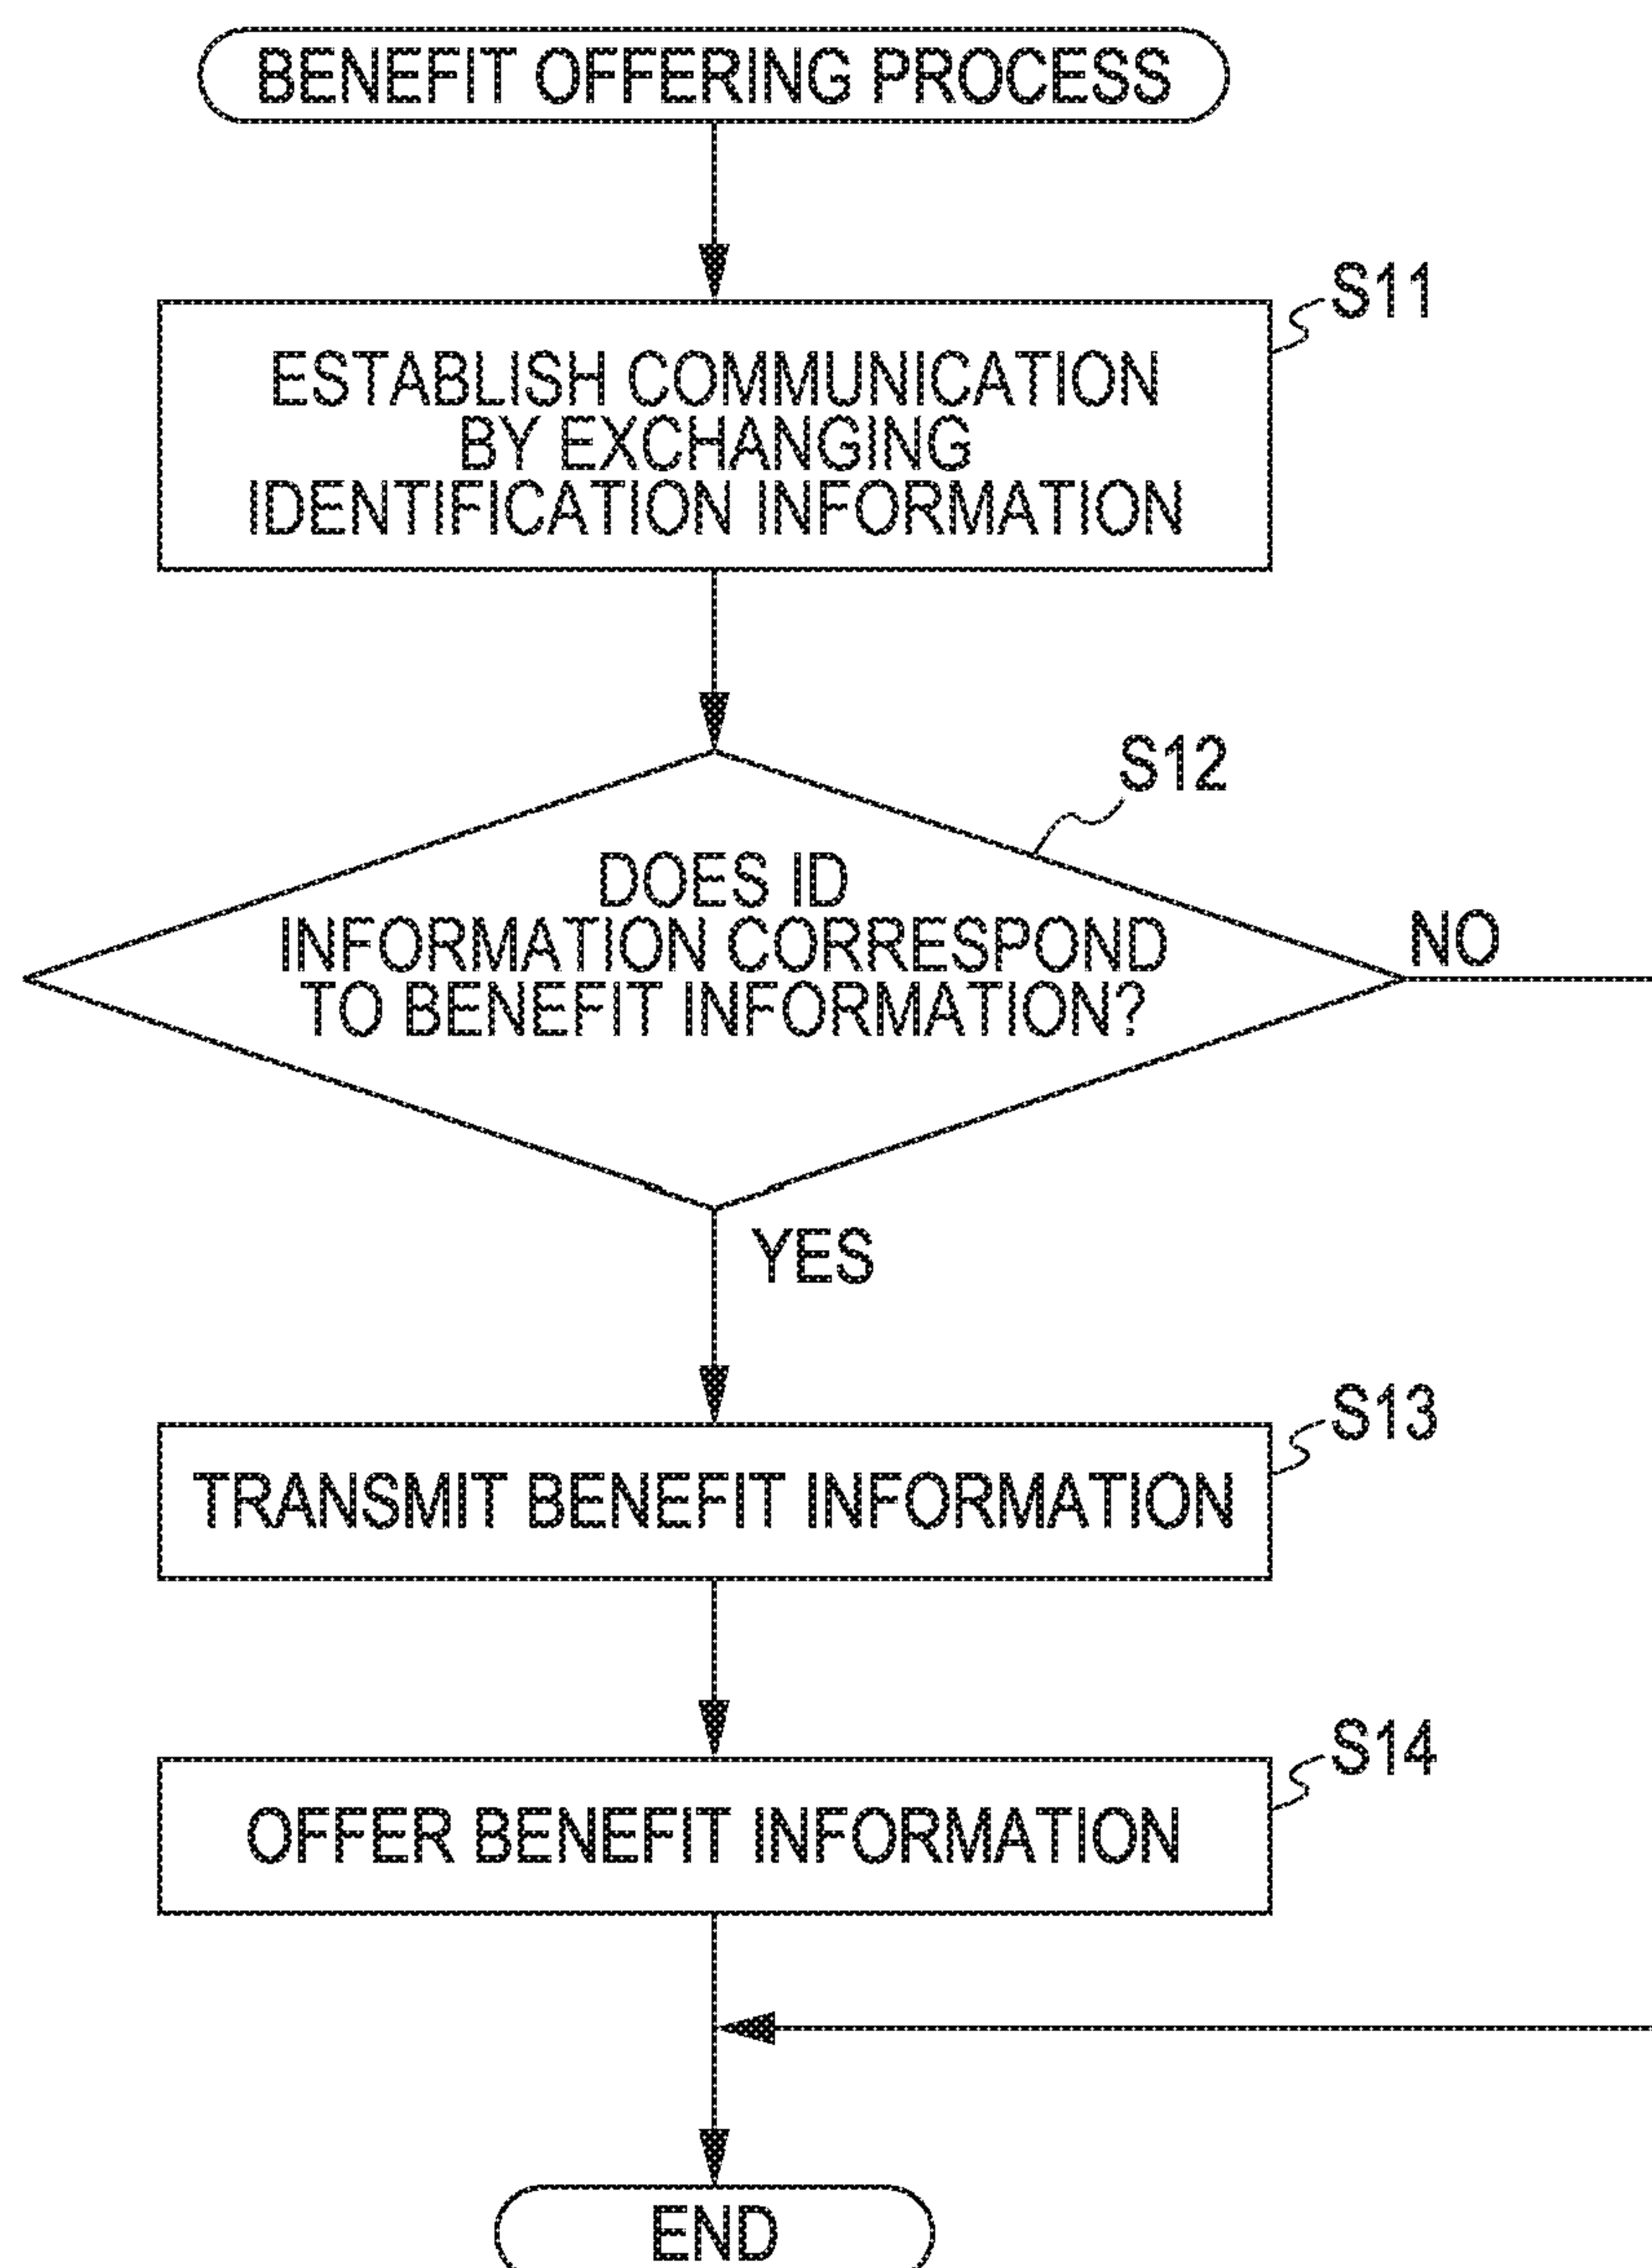 BENEFIT OFFERING PROCESS
S11
ESTABLISH COMMUNICATION
BY EXCHANGING
IDENTIFICATION INFORMATION
S12
DOES ID
INFORMATION CORRESPOND
TO BENEFIT INFORMATION?
NO
YES
S13
TRANSMIT BENEFIT INFORMATION
S14
OFFER BENEFIT INFORMATION
END